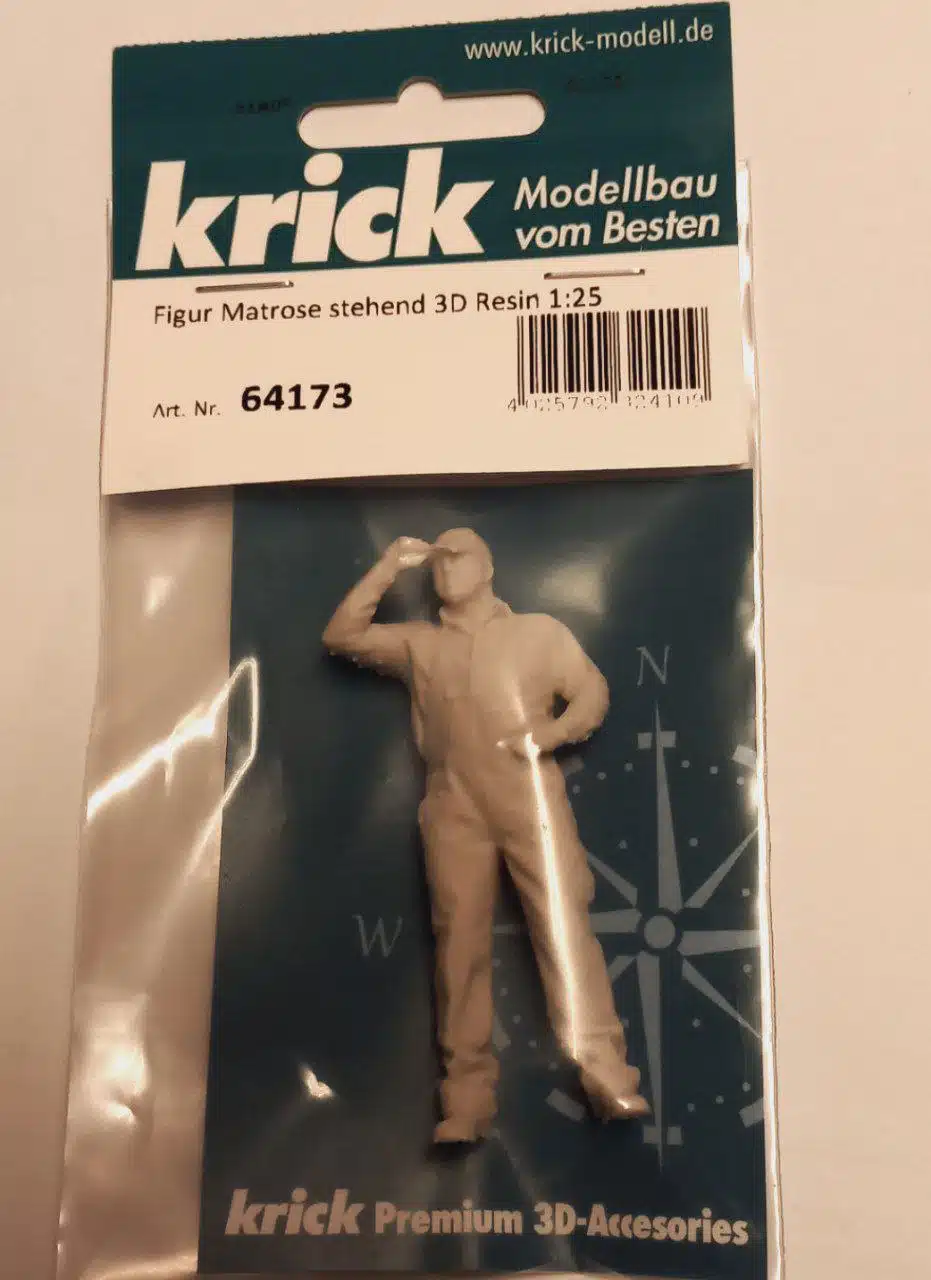 www.krick-modell.de
krick
Modellbau
vom Besten
Figur Matrose stehend 3D Resin 1:25
Art. Nr. 64173
N
W
krick Premium 3D-Accesories